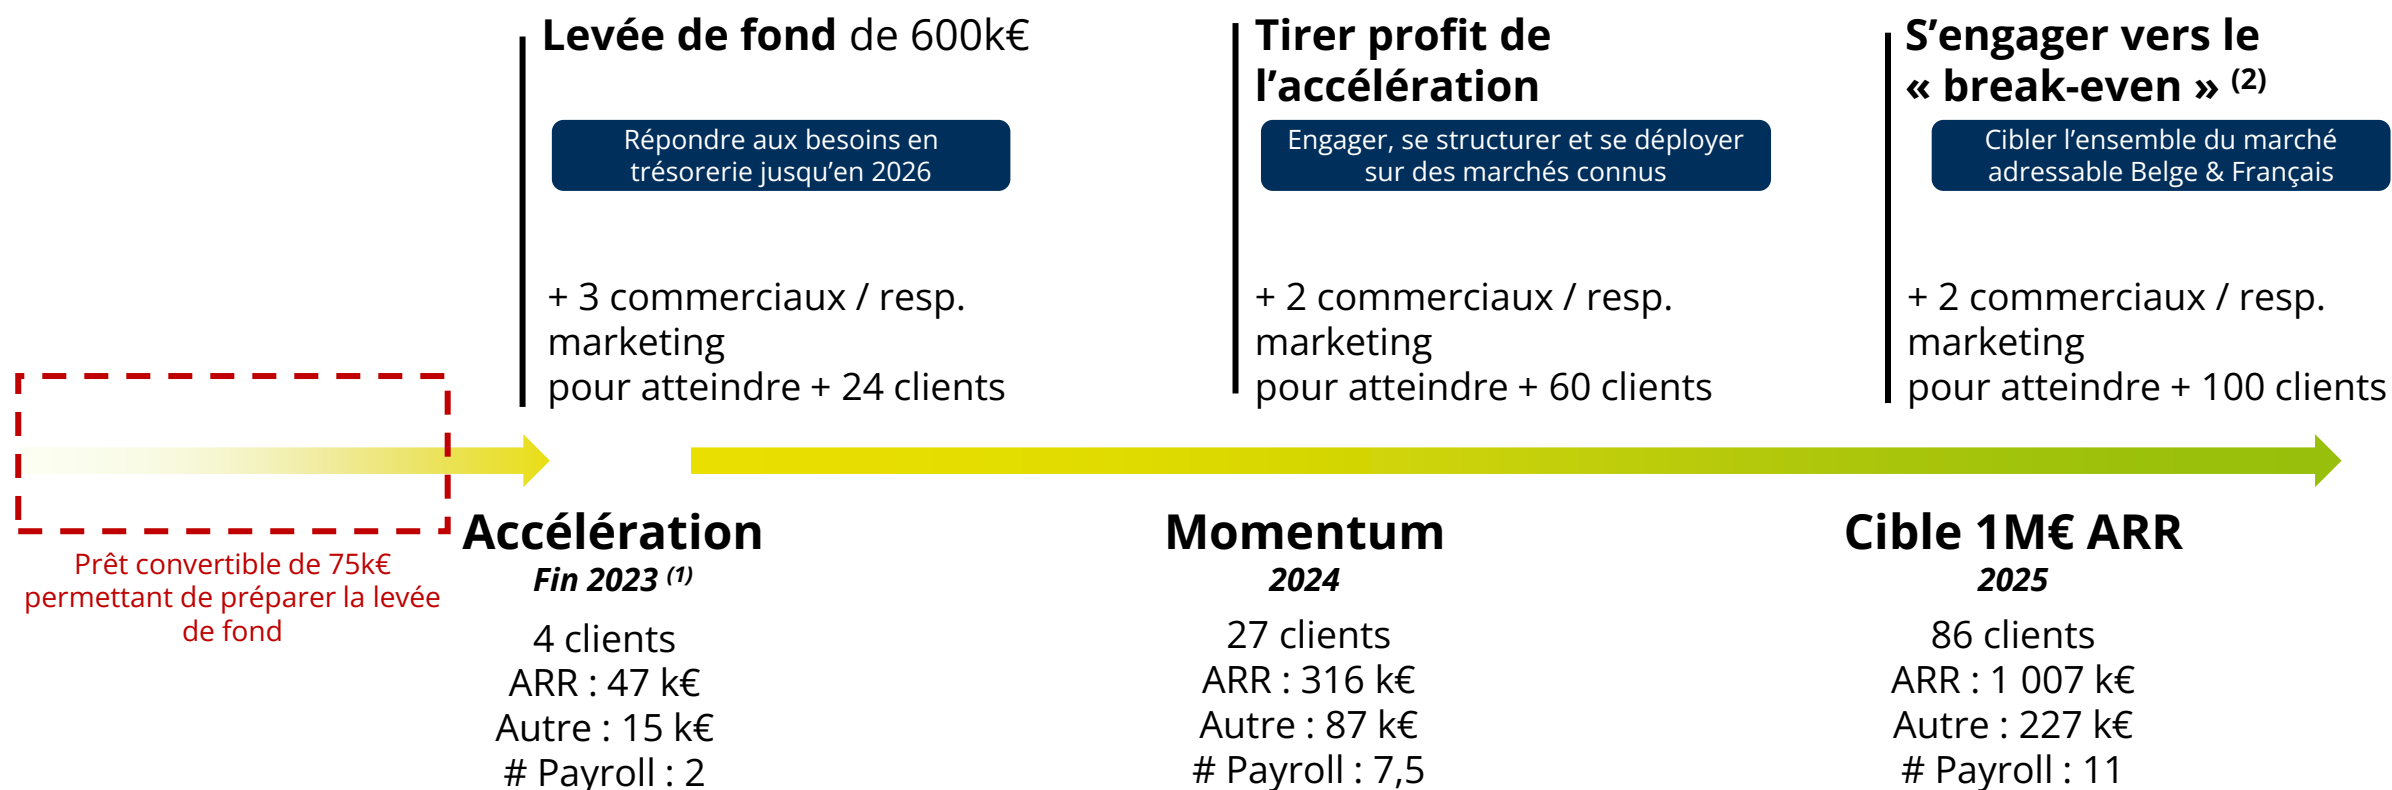 Levée de fond de 600k€
Répondre aux besoins en
trésorerie jusqu’en 2026
+ 3 commerciaux / resp.
marketing
pour atteindre + 24 clients
Tirer profit de
l’accélération
Engager, se structurer et se déployer
sur des marchés connus
+ 2 commerciaux / resp.
marketing
pour atteindre + 60 clients
S’engager vers le
« break-even » (2)
Cibler l’ensemble du marché
adressable Belge & Français
+ 2 commerciaux / resp.
marketing
pour atteindre + 100 clients
Prêt convertible de 75k€
permettant de préparer la levée
de fond
Accélération
Fin 2023 (1)
4 clients
ARR : 47 k€
Autre : 15 k€
# Payroll : 2
Momentum
2024
27 clients
ARR : 316 k€
Autre : 87 k€
# Payroll : 7,5
Cible 1M€ ARR
2025
86 clients
ARR : 1 007 k€
Autre : 227 k€
# Payroll : 11